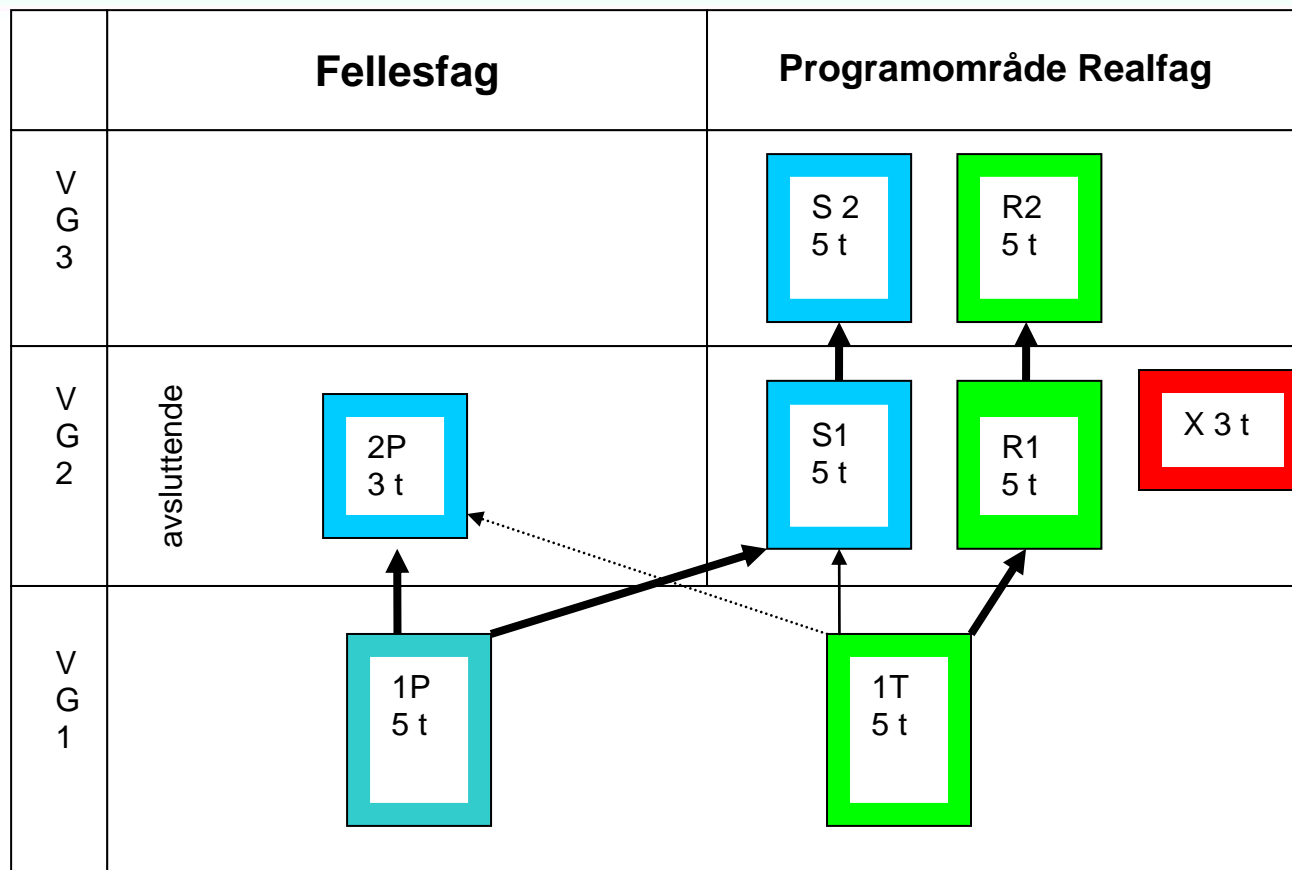 Fellesfag
Programområde Realfag
V
G
3
S 2
5 t
R2
5 t
V
G
2
avsluttende
2P
3 t
S1
5 t
R1
5 t
X 3 t
V
G
1
1P
5 t
1T
5 t